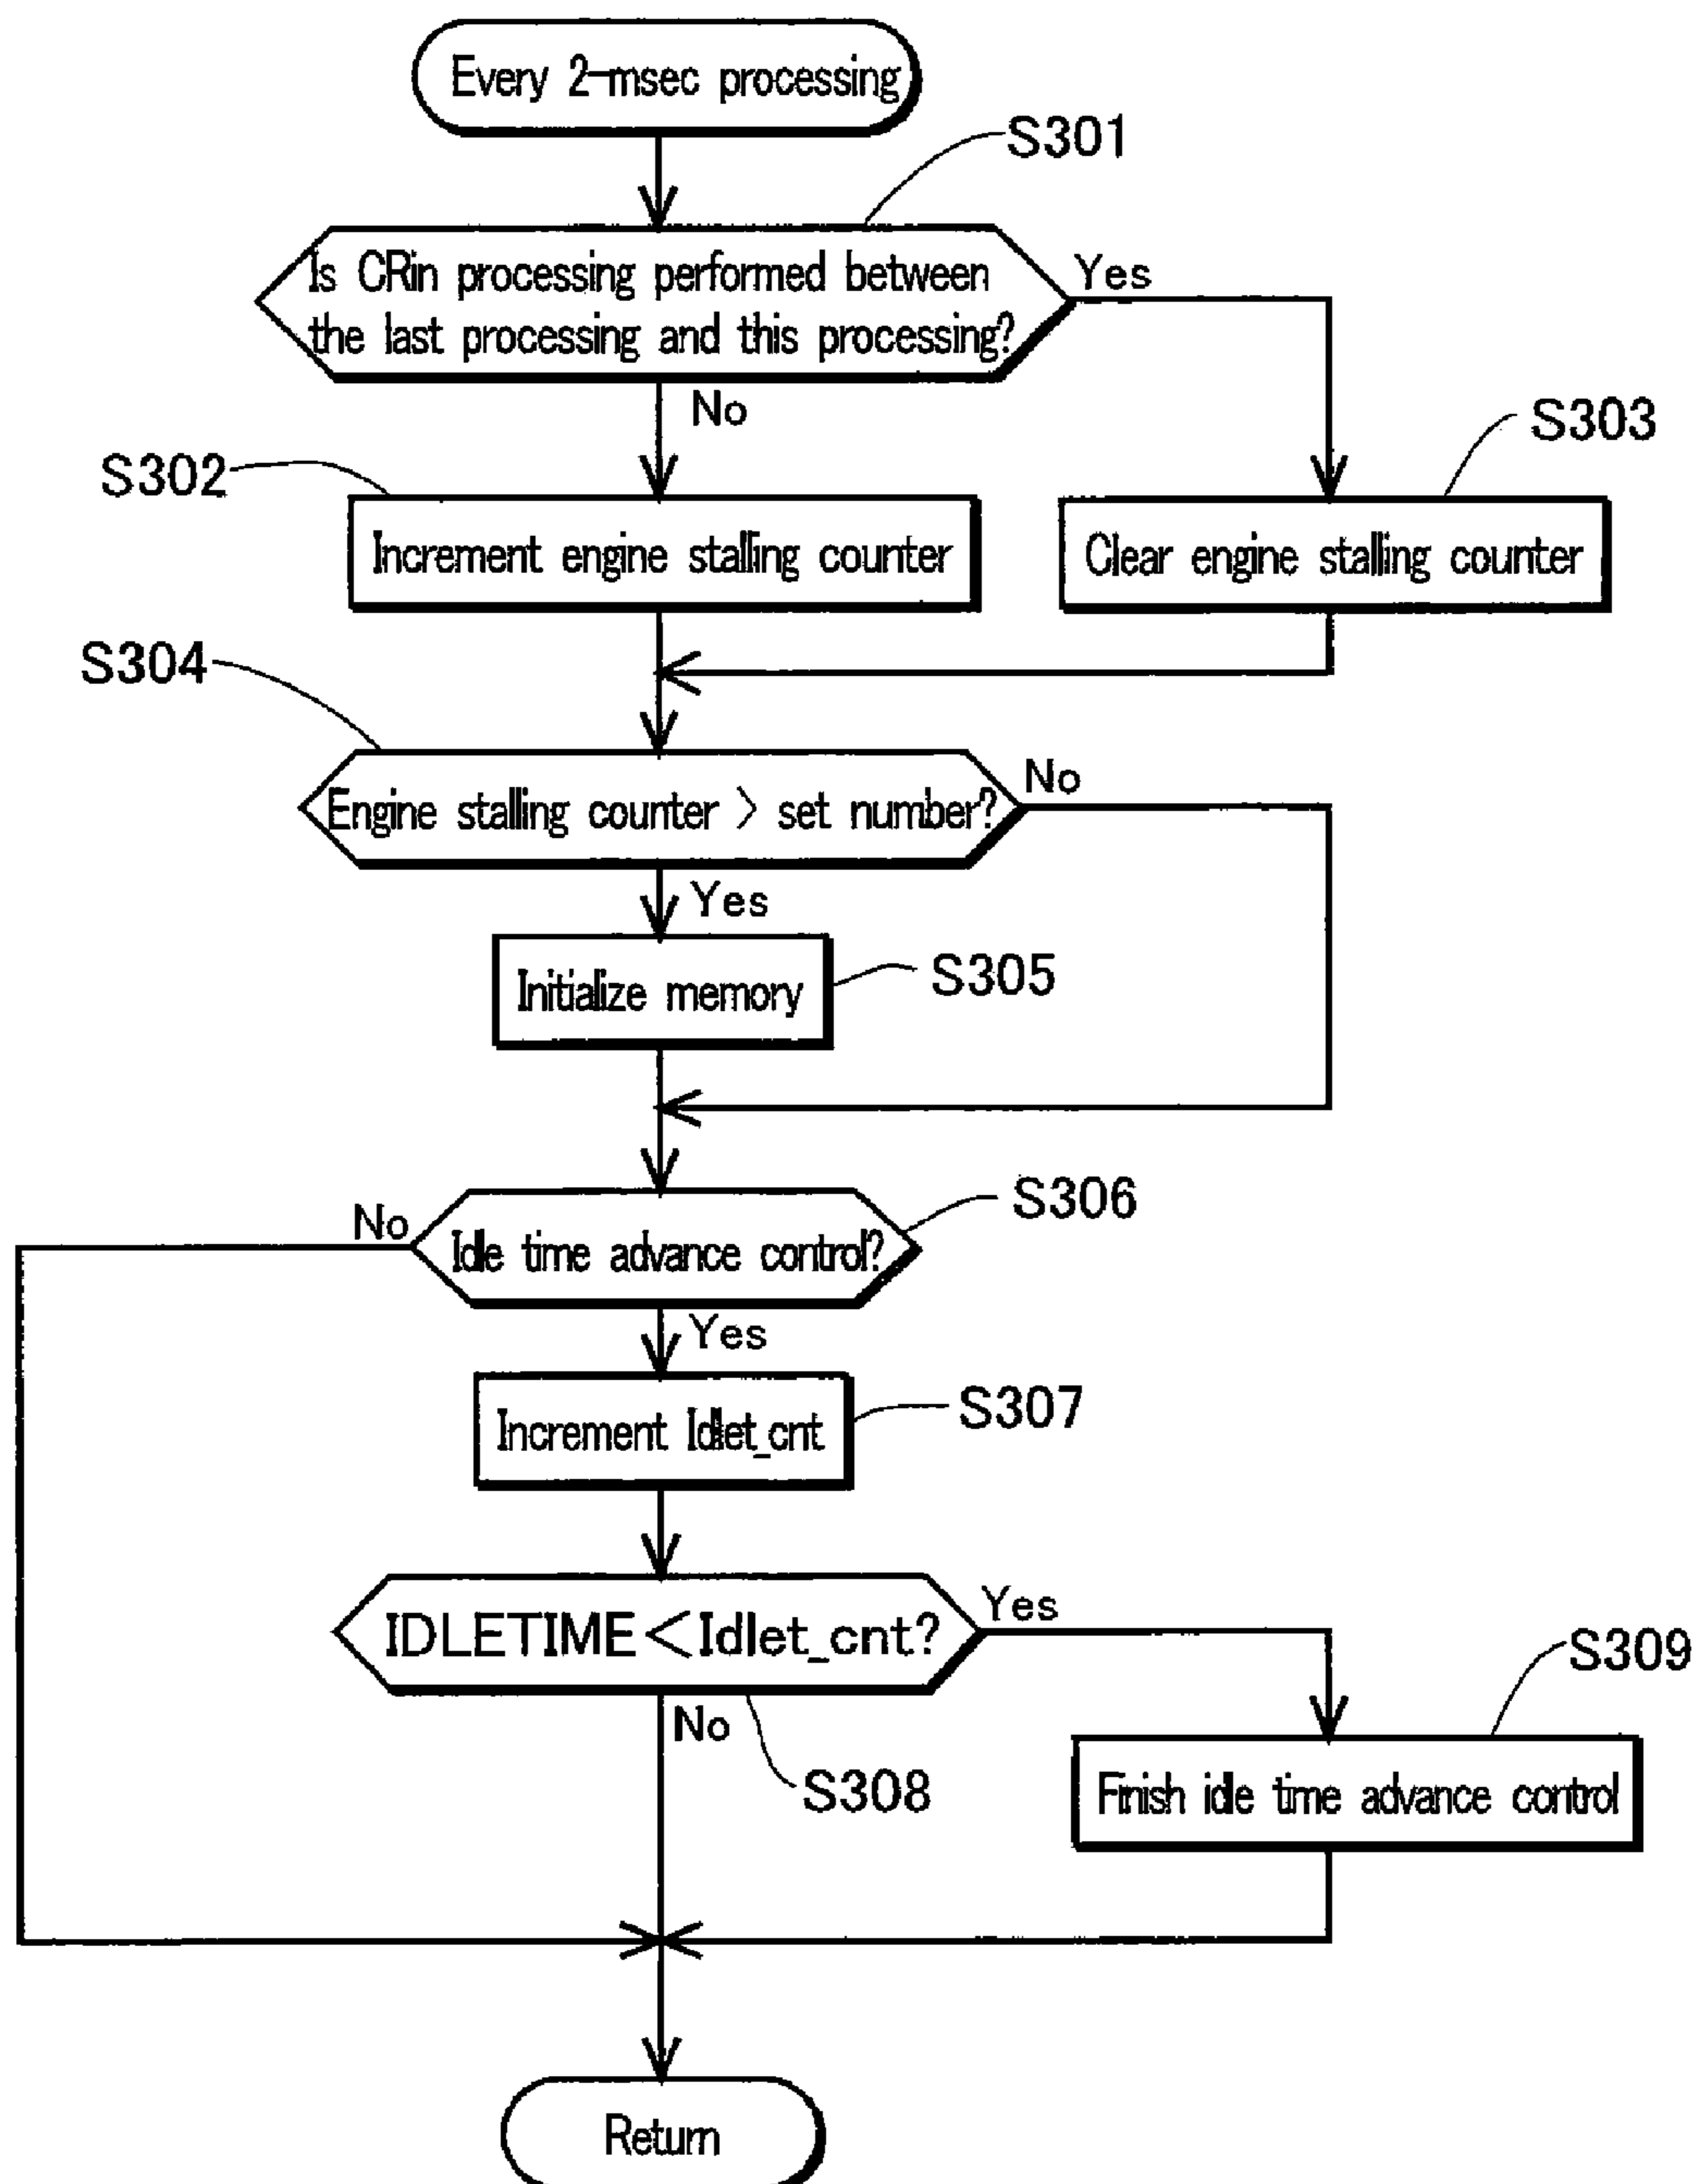 Every 2-msec processing
S301
Is CRin processing performed between
the last processing and this processing?
Yes
No
S302
S303
Increment engine stalling counter
Clear engine stalling counter
S304
Engine stalling counter > set number?
No
Yes
Initialize memory
S305
S306
No
Idle time advance control?
Yes
Increment Idlet_cnt
S307
IDLETIME<Idlet_cnt?
Yes
S309
No
S308
Finish idle time advance control
Return